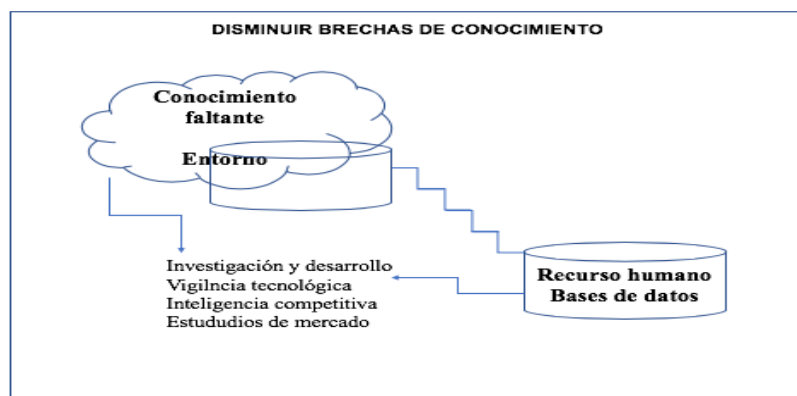 DISMINUIR BRECHAS DE CONOCIMIENTO
Conocimiento
faltante
Entorno
Investigación y desarrollo
Vigilncia tecnológica
Inteligencia competitiva
Estududios de mercado
Recurso humano
Bases de datos